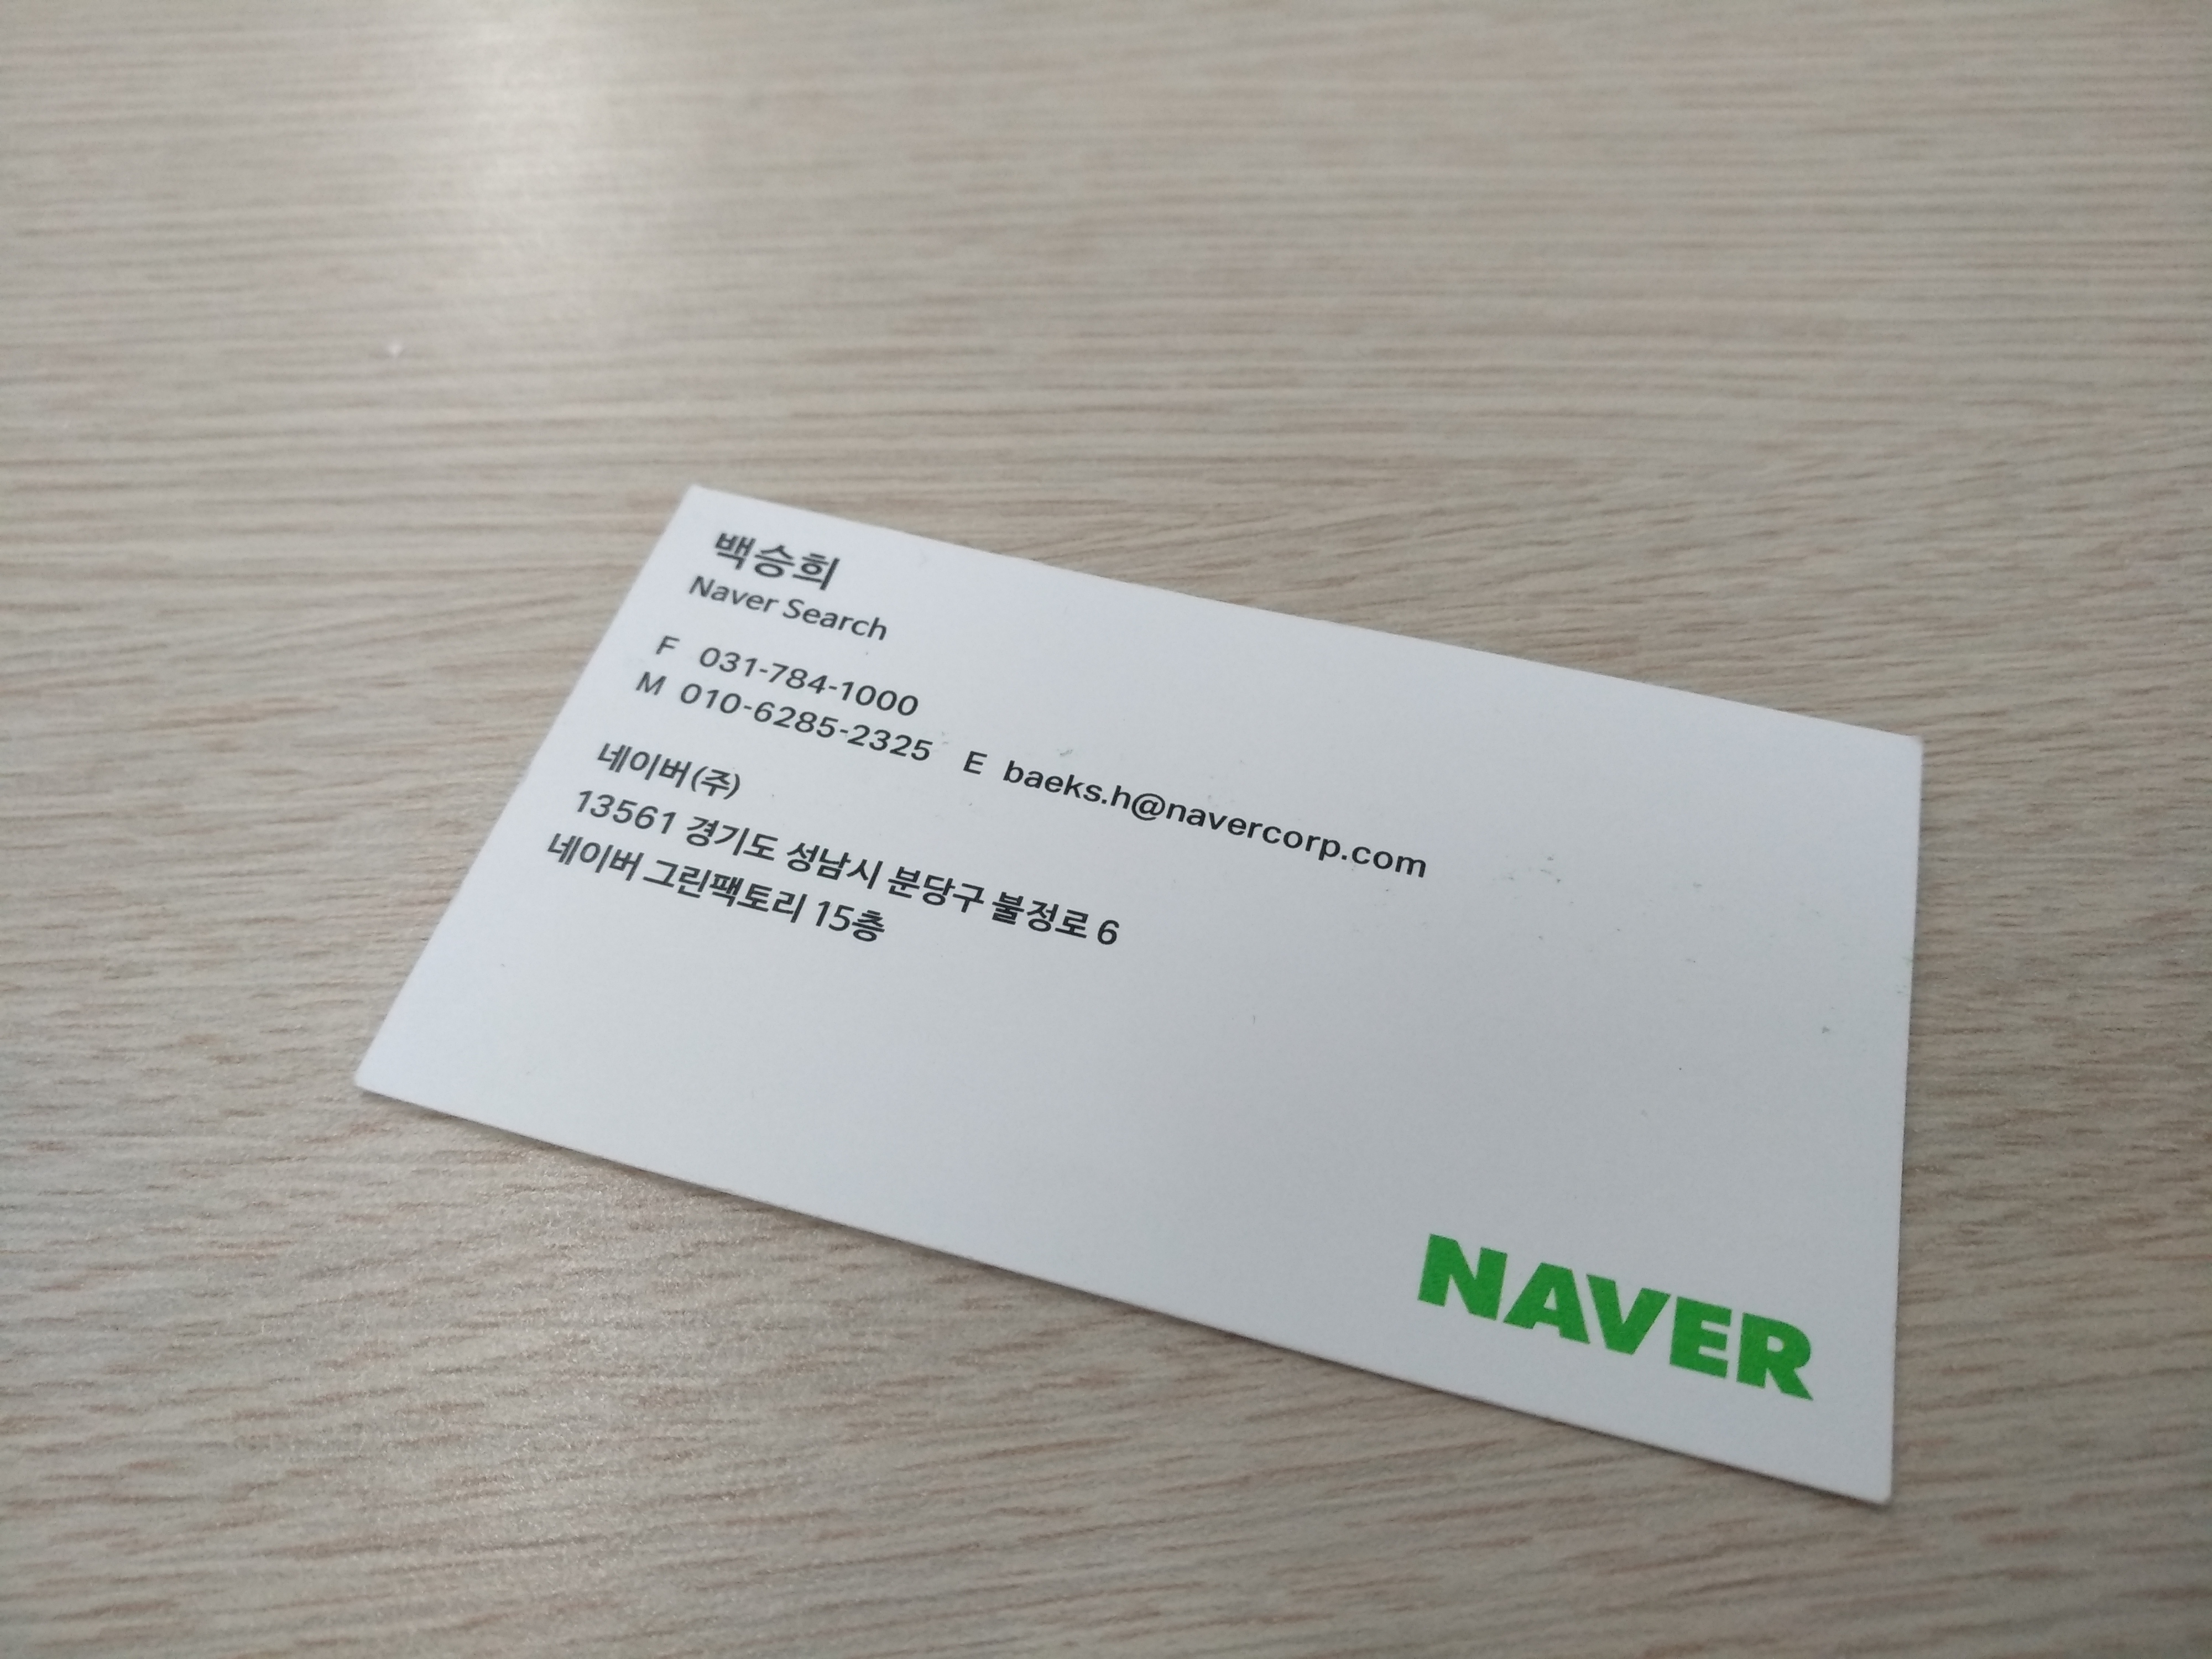 백승희
Naver Search
F 031-784-1000
M 010-6285-2325 E baeks.h@navercorp.com
네이버(주)
13561 경기도 성남시 분당구 불정로 6
네이버 그린팩토리 15층
NAVER